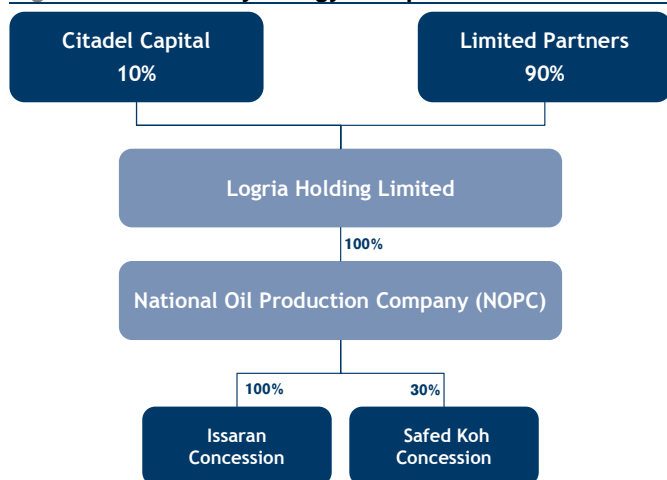 Citadel Capital
10%
Limited Partners
90%
Logria Holding Limited
100%
National Oil Production Company (NOPC)
100%
30%
Issaran
Concession
Safed Koh
Concession